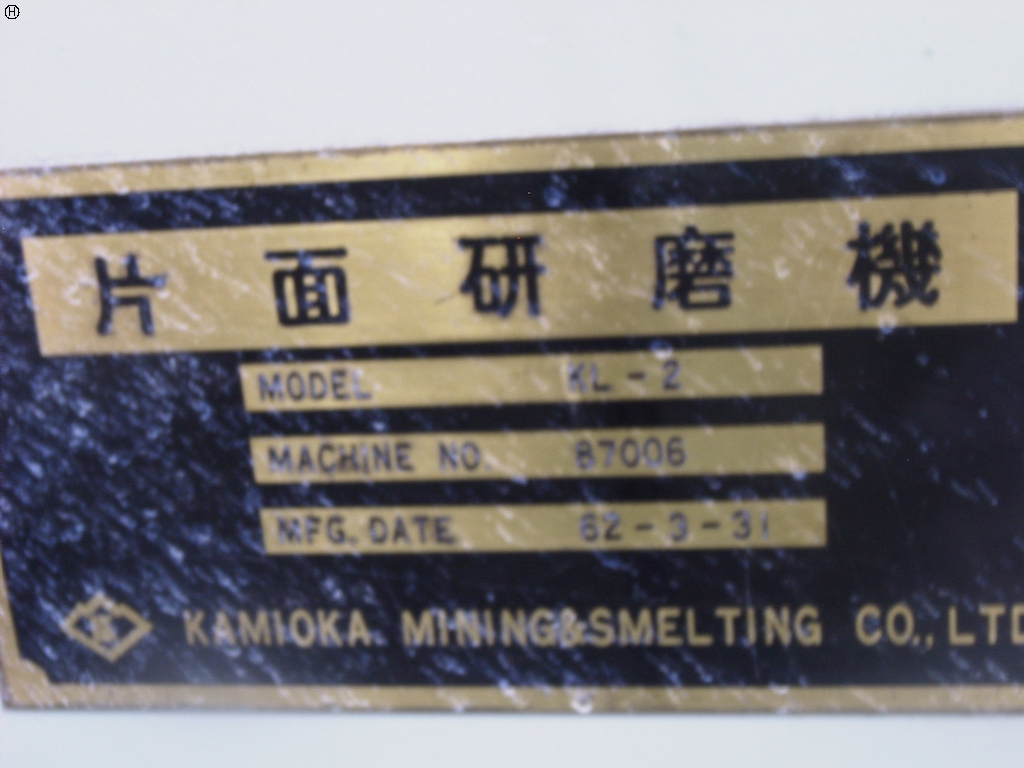 Ⓗ
片面研磨機
MODEL KL-2
MACHINE NO. 87006
MFG. DATE 62-3-31
KAMIOKA MINING&SMELTING CO., LTD